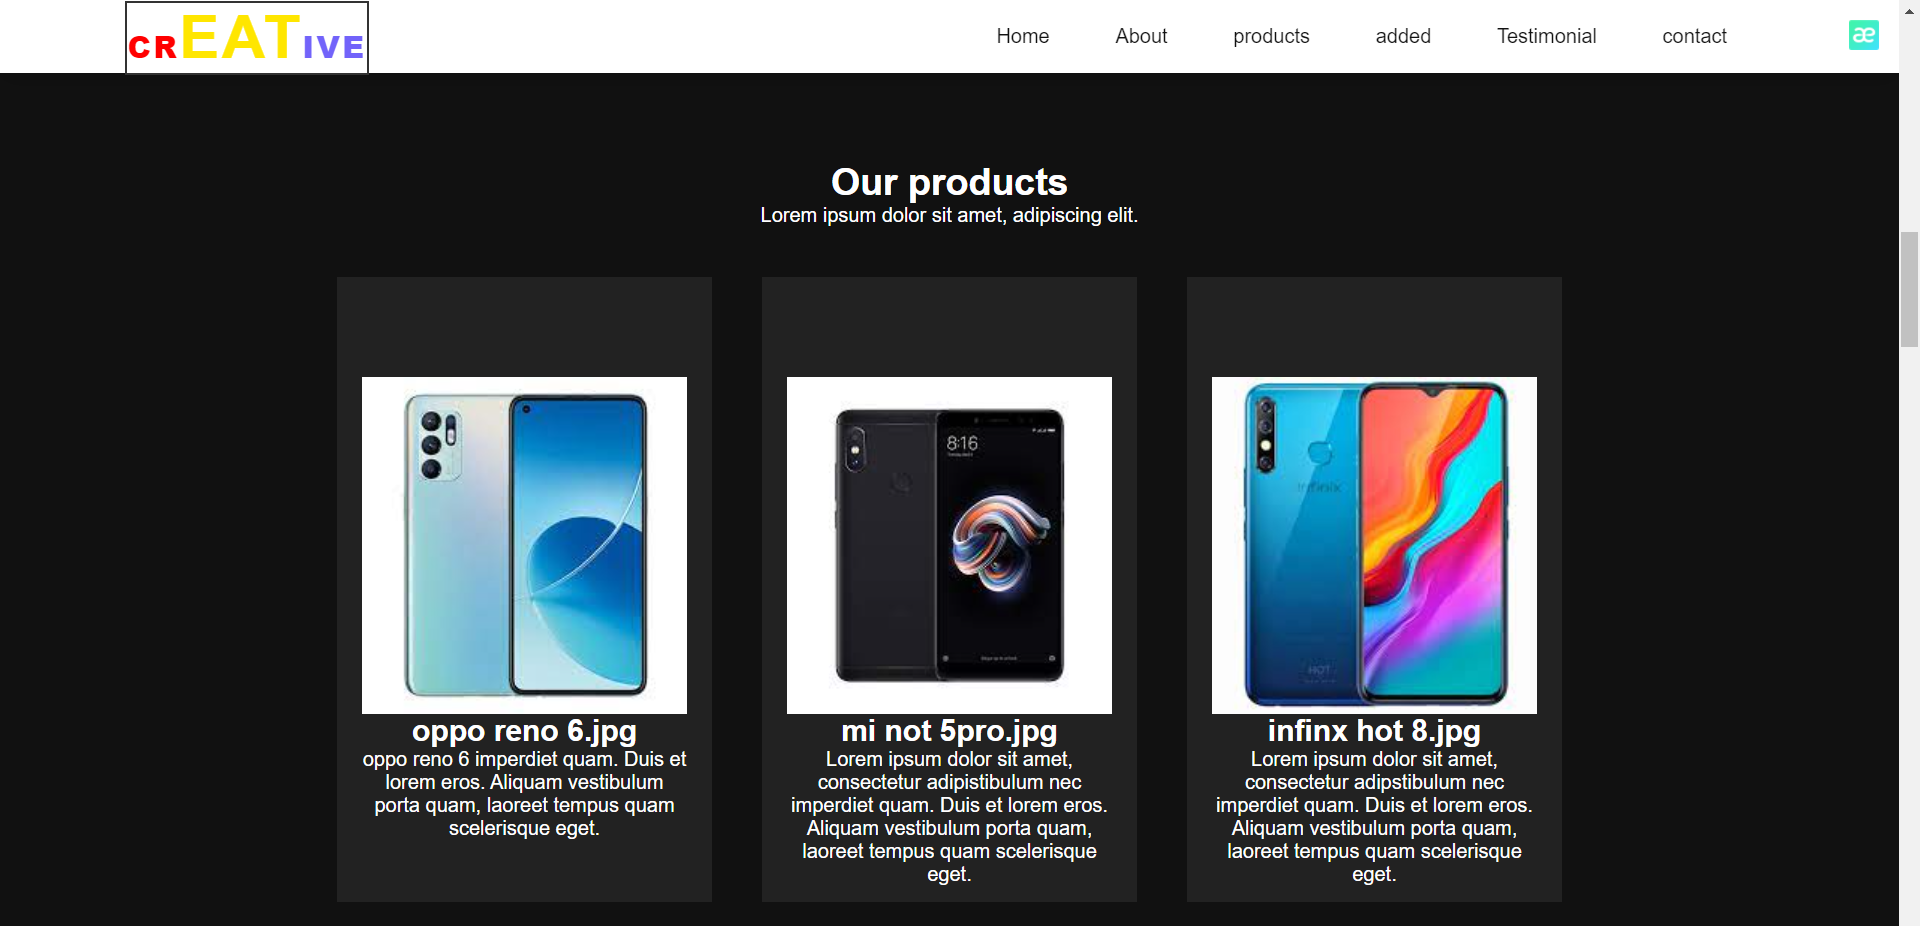 crEATive
Home About products added Testimonial contact
æ
Our products
Lorem ipsum dolor sit amet, adipiscing elit.
8:16
infinix
HOT
oppo reno 6.jpg
oppo reno 6 imperdiet quam. Duis et
lorem eros. Aliquam vestibulum
porta quam, laoreet tempus quam
scelerisque eget.
mi not 5pro.jpg
Lorem ipsum dolor sit amet,
consectetur adipistibulum nec
imperdiet quam. Duis et lorem eros.
Aliquam vestibulum porta quam,
laoreet tempus quam scelerisque
eget.
infinx hot 8.jpg
Lorem ipsum dolor sit amet,
consectetur adipstibulum nec
imperdiet quam. Duis et lorem eros.
Aliquam vestibulum porta quam,
laoreet tempus quam scelerisque
eget.